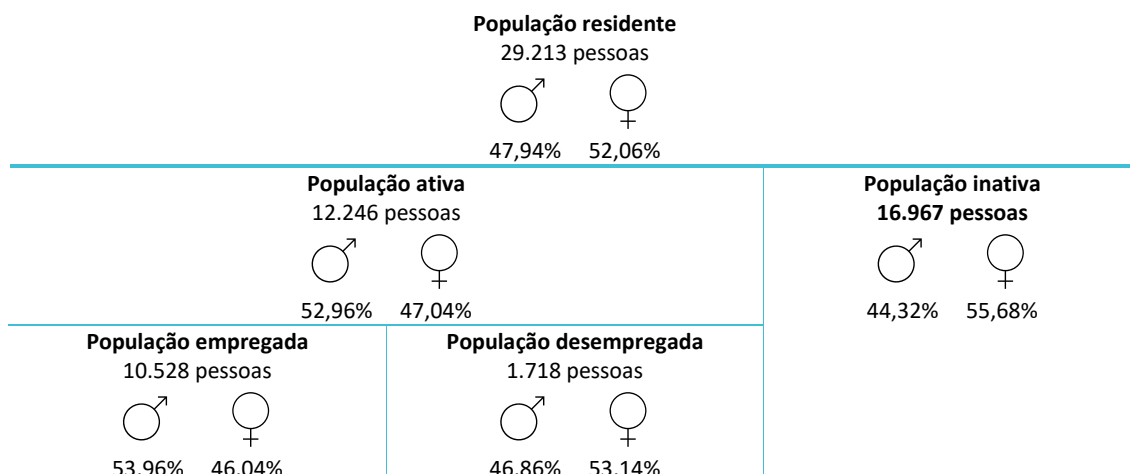 População residente
29.213 pessoas
47,94% 52,06%
População ativa
12.246 pessoas
52,96% 47,04%
População inativa
16.967 pessoas
44,32% 55,68%
População empregada
10.528 pessoas
53,96% 46,04%
População desempregada
1.718 pessoas
46,86% 53,14%